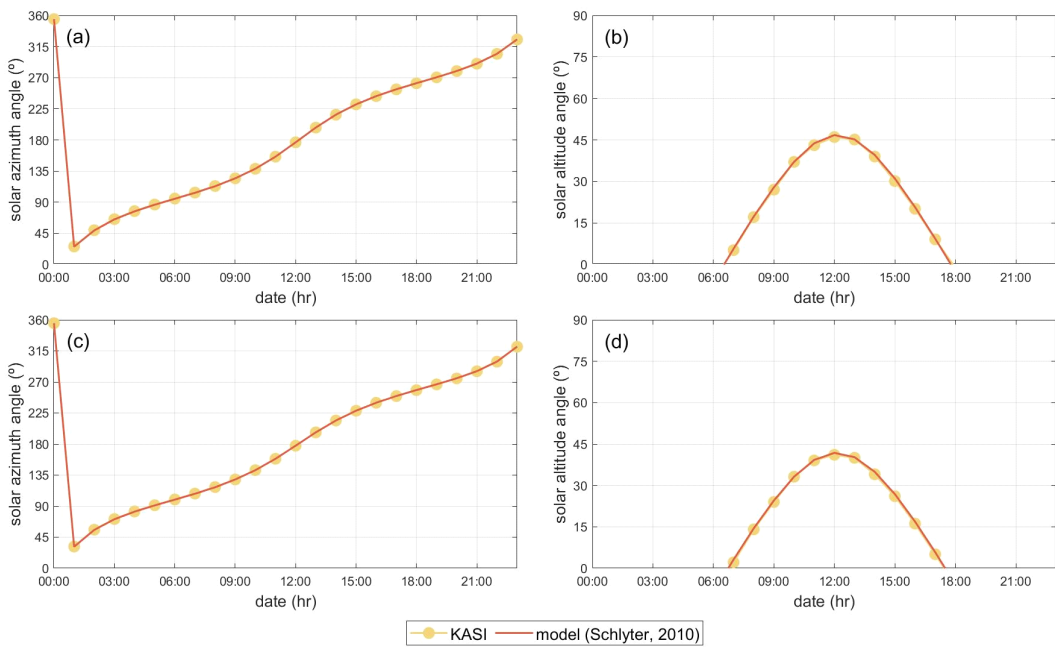 (a)
360
315
270
225
180
135
90
45
0
solar azimuth angle (º)
00:00 03:00 06:00 09:00 12:00 15:00 18:00 21:00
date (hr)
(b)
90
75
60
45
30
15
0
solar altitude angle (º)
00:00 03:00 06:00 09:00 12:00 15:00 18:00 21:00
date (hr)
(c)
360
315
270
225
180
135
90
45
0
solar azimuth angle (º)
00:00 03:00 06:00 09:00 12:00 15:00 18:00 21:00
date (hr)
(d)
90
75
60
45
30
15
0
solar altitude angle (º)
00:00 03:00 06:00 09:00 12:00 15:00 18:00 21:00
date (hr)
KASI model (Schlyter, 2010)